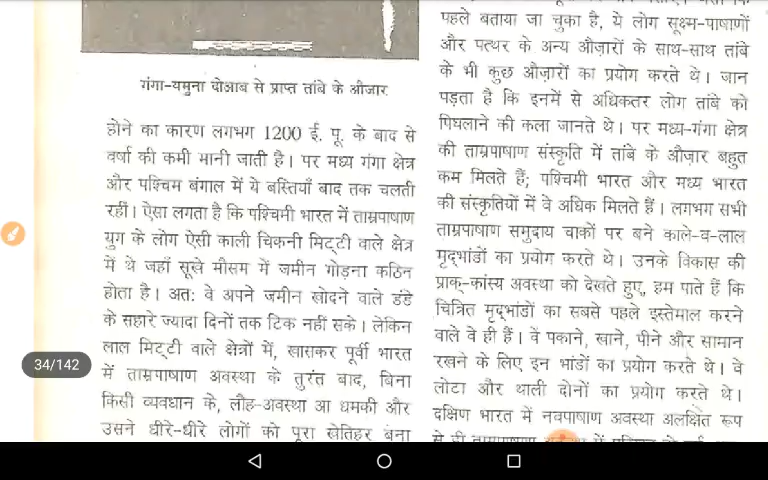 गंगा-यमुना दोआब से प्राप्त तांबे के औजार
होने का कारण लगभग 1200 ई. पू. के बाद से
वर्षा की कमी मानी जाती है। पर मध्य गंगा क्षेत्र
और पश्चिम बंगाल में ये बस्तियाँ बाद तक चलती
रहीं। ऐसा लगता है कि पश्चिमी भारत में ताम्रपाषाण
युग के लोग ऐसी काली चिकनी मिट्टी वाले क्षेत्र
में थे जहाँ सूखे मौसम में जमीन गोड़ना कठिन
होता है। अत: वे अपने जमीन खोदने वाले डंडे
के सहारे ज्यादा दिनों तक टिक नहीं सके। लेकिन
लाल मिट्टी वाले क्षेत्रों में, खासकर पूर्वी भारत
में ताम्रपाषाण अवस्था के तुरंत बाद, बिना
किसी व्यवधान के, लौह-अवस्था आ धमकी और
उसने धीरे-धीरे लोगों को पूरा खेतिहर बना
पहले बताया जा चुका है, ये लोग सूक्ष्म-पाषाणों
और पत्थर के अन्य औज़ारों के साथ-साथ तांबे
के भी कुछ औज़ारों का प्रयोग करते थे। जान
पड़ता है कि इनमें से अधिकतर लोग तांबे को
पिघलाने की कला जानते थे। पर मध्य-गंगा क्षेत्र
की ताम्रपाषाण संस्कृति में तांबे के औज़ार बहुत
कम मिलते हैं; पश्चिमी भारत और मध्य भारत
की संस्कृतियों में वे अधिक मिलते हैं। लगभग सभी
ताम्रपाषाण समुदाय चाकों पर बने काले-व-लाल
मृद्भांडों का प्रयोग करते थे। उनके विकास की
प्राक्-कांस्य अवस्था को देखते हुए, हम पाते हैं कि
चित्रित मृद्भांडों का सबसे पहले इस्तेमाल करने
वाले वे ही हैं। वे पकाने, खाने, पीने और सामान
रखने के लिए इन भांडों का प्रयोग करते थे। वे
लोटा और थाली दोनों का प्रयोग करते थे।
दक्षिण भारत में नवपाषाण अवस्था अलक्षित रूप
34/142